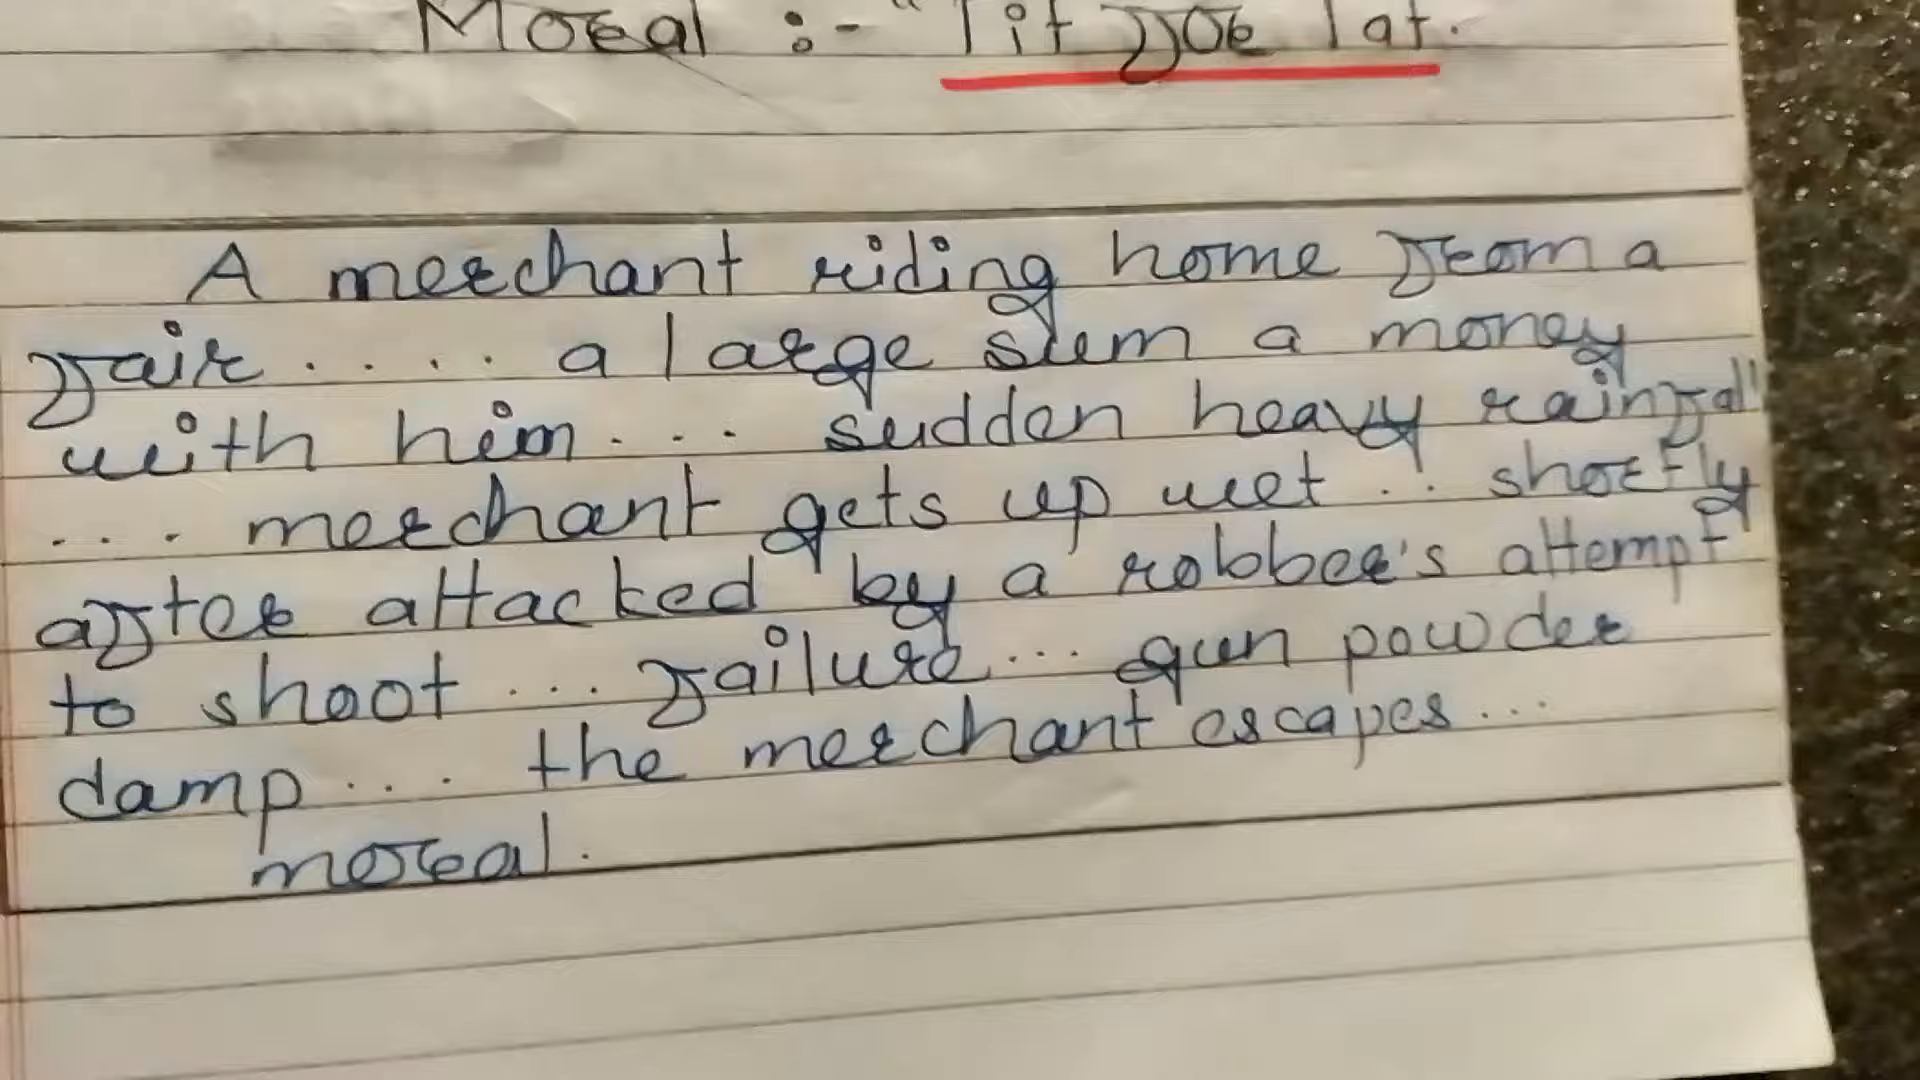 Moral :- "Tit for Tat.
A merchant riding home from a
fair .... a large sum a money
with him ... sudden heavy rainfall
.... merchant gets up wet .. shortly
after attacked by a robber's attempt
to shoot ... failure ... gun powder
damp ... the merchant escapes ...
moral.